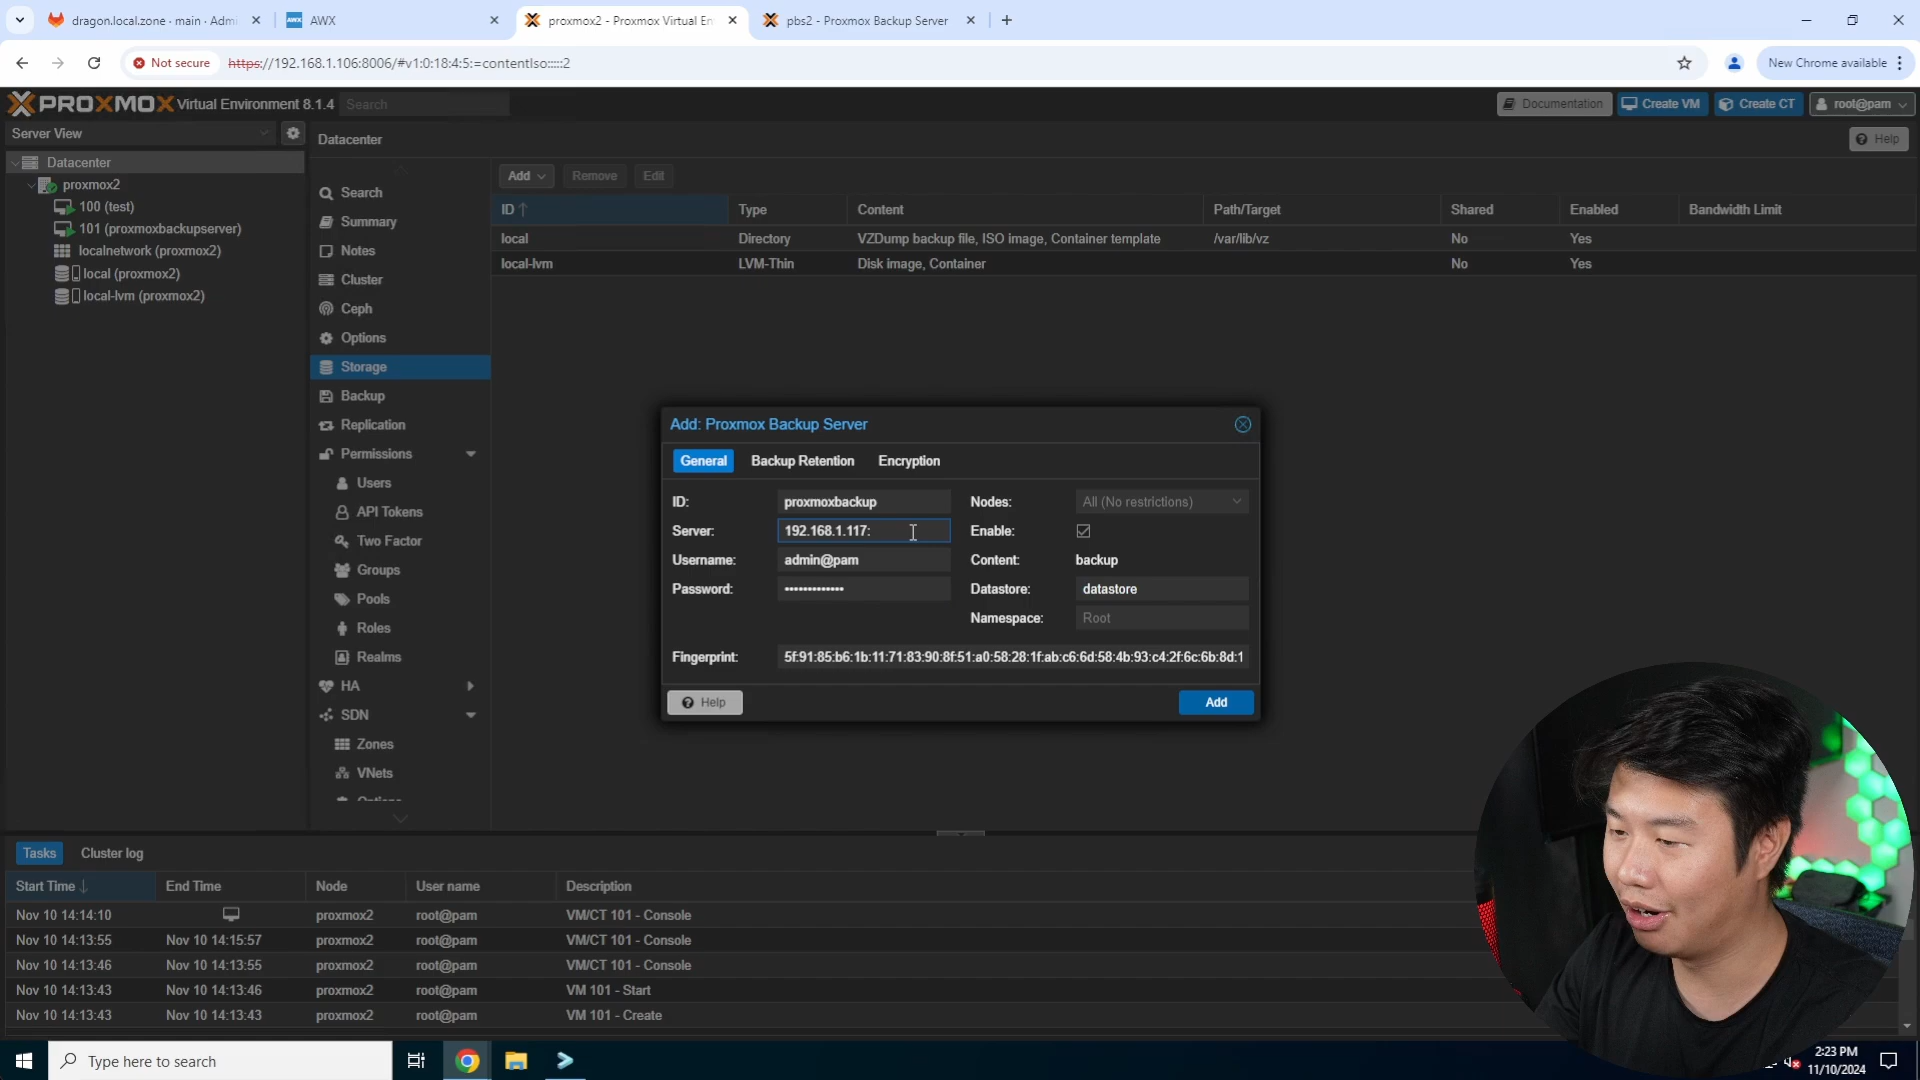 dragon.local.zone · main · Admi
AWX
AWX
proxmox2 - Proxmox Virtual En
pbs2 - Proxmox Backup Server
Not secure
https://192.168.1.106:8006/#v1:0:18:4:5:=contentIso:::::2
New Chrome available
PROXMOX Virtual Environment 8.1.4
Search
Documentation
Create VM
Create CT
root@pam
Server View
Datacenter
Help
Datacenter
proxmox2
100 (test)
101 (proxmoxbackupserver)
localnetwork (proxmox2)
local (proxmox2)
local-lvm (proxmox2)
Search
Summary
Notes
Cluster
Ceph
Options
Storage
Backup
Replication
Permissions
Users
API Tokens
Two Factor
Groups
Pools
Roles
Realms
HA
SDN
Zones
VNets
Options
Add Remove Edit
ID Type Content Path/Target Shared Enabled Bandwidth Limit
local Directory VZDump backup file, ISO image, Container template /var/lib/vz No Yes
local-lvm LVM-Thin Disk image, Container No Yes
Add: Proxmox Backup Server
General Backup Retention Encryption
ID: proxmoxbackup Nodes: All (No restrictions)
Server: 192.168.1.117: Enable:
Username: admin@pam Content: backup
Password: ••••••••••••• Datastore: datastore
Namespace: Root
Fingerprint: 5f:91:85:b6:1b:11:71:83:90:8f:51:a0:58:28:1f:ab:c6:6d:58:4b:93:c4:2f:6c:6b:8d:1
Help
Add
Tasks Cluster log
Start Time End Time Node User name Description
Nov 10 14:14:10 proxmox2 root@pam VM/CT 101 - Console
Nov 10 14:13:55 Nov 10 14:15:57 proxmox2 root@pam VM/CT 101 - Console
Nov 10 14:13:46 Nov 10 14:13:55 proxmox2 root@pam VM/CT 101 - Console
Nov 10 14:13:43 Nov 10 14:13:46 proxmox2 root@pam VM 101 - Start
Nov 10 14:13:43 Nov 10 14:13:43 proxmox2 root@pam VM 101 - Create
Type here to search
2:23 PM
11/10/2024